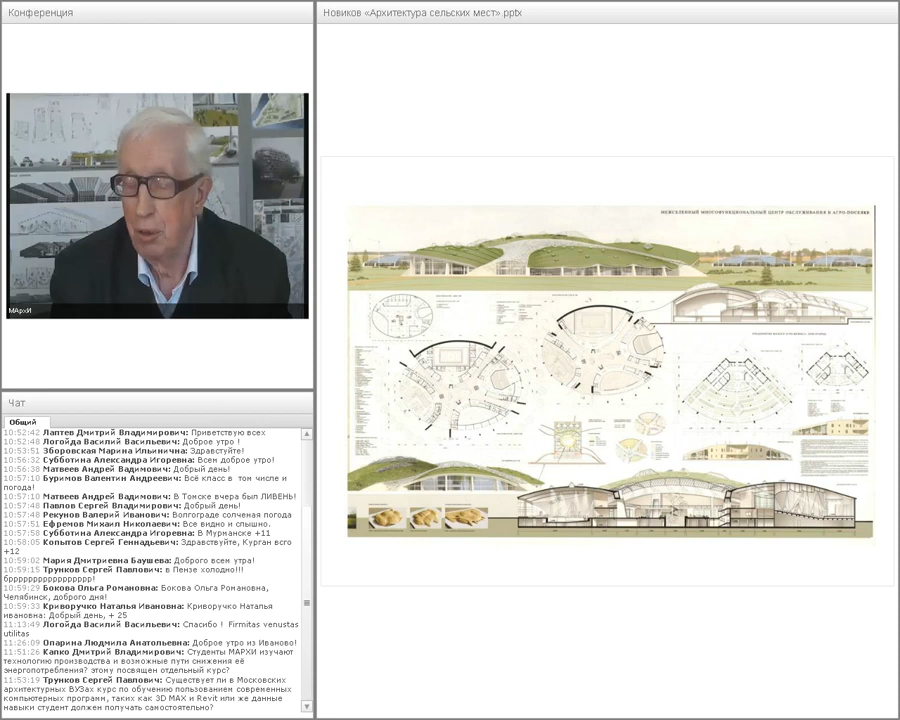 Конференция
МАрхИ
Чат
Общий
10:52:42 Лаптев Дмитрий Владимирович: Приветствую всех
10:52:48 Логойда Василий Васильевич: Доброе утро !
10:53:51 Зборовская Марина Ильинична: Здравстуйте!
10:56:32 Субботина Александра Игоревна: Всем доброе утро!
10:56:38 Матвеев Андрей Вадимович: Добрый день!
10:57:10 Буримов Валентин Андреевич: Всё класс в том числе и
погода!
10:57:10 Матвеев Андрей Вадимович: В Томске вчера был ЛИВЕНЬ!
10:57:48 Павлов Сергей Владимирович: Добрый день!
10:57:48 Рекунов Валерий Иванович: Волгограде солченая погода
10:57:51 Ефремов Михаил Николаевич: Все видно и слышно.
10:57:58 Субботина Александра Игоревна: В Мурманске +11
10:58:05 Копытов Сергей Геннадьевич: Здравствуйте, Курган всго
+12
10:59:02 Мария Дмитриевна Баушева: Доброго всем утра!
10:59:15 Трунков Сергей Павлович: в Пензе холодно!!!
бррррррррррррррррр!
10:59:29 Бокова Ольга Романовна: Бокова Ольга Романовна,
Челябинск, доброго дня!
10:59:33 Криворучко Наталья Ивановна: Криворучко Наталья
ивановна: Добрый день, + 25
11:13:49 Логойда Василий Васильевич: Спасибо ! Firmitas venustas
utilitas
11:26:09 Опарина Людмила Анатольевна: Доброе утро из Иваново!
11:51:26 Капко Дмитрий Владимирович: Студенты МАРХИ изучают
технологию производства и возможные пути снижения её
энергопотребления? этому посвящен отдельный курс?
11:53:19 Трунков Сергей Павлович: Существует ли в Московских
архитектурных ВУЗах курс по обучению пользованием современных
компьютерных программ, таких как 3D MAX и Revit или же данные
навыки студент должен получать самостоятельно?
Новиков «Архитектура сельских мест».pptx
МЕЖСЕЛЕННЫЙ МНОГОФУНКЦИОНАЛЬНЫЙ ЦЕНТР ОБСЛУЖИВАНИЯ В АГРО-ПОСЕЛКЕ